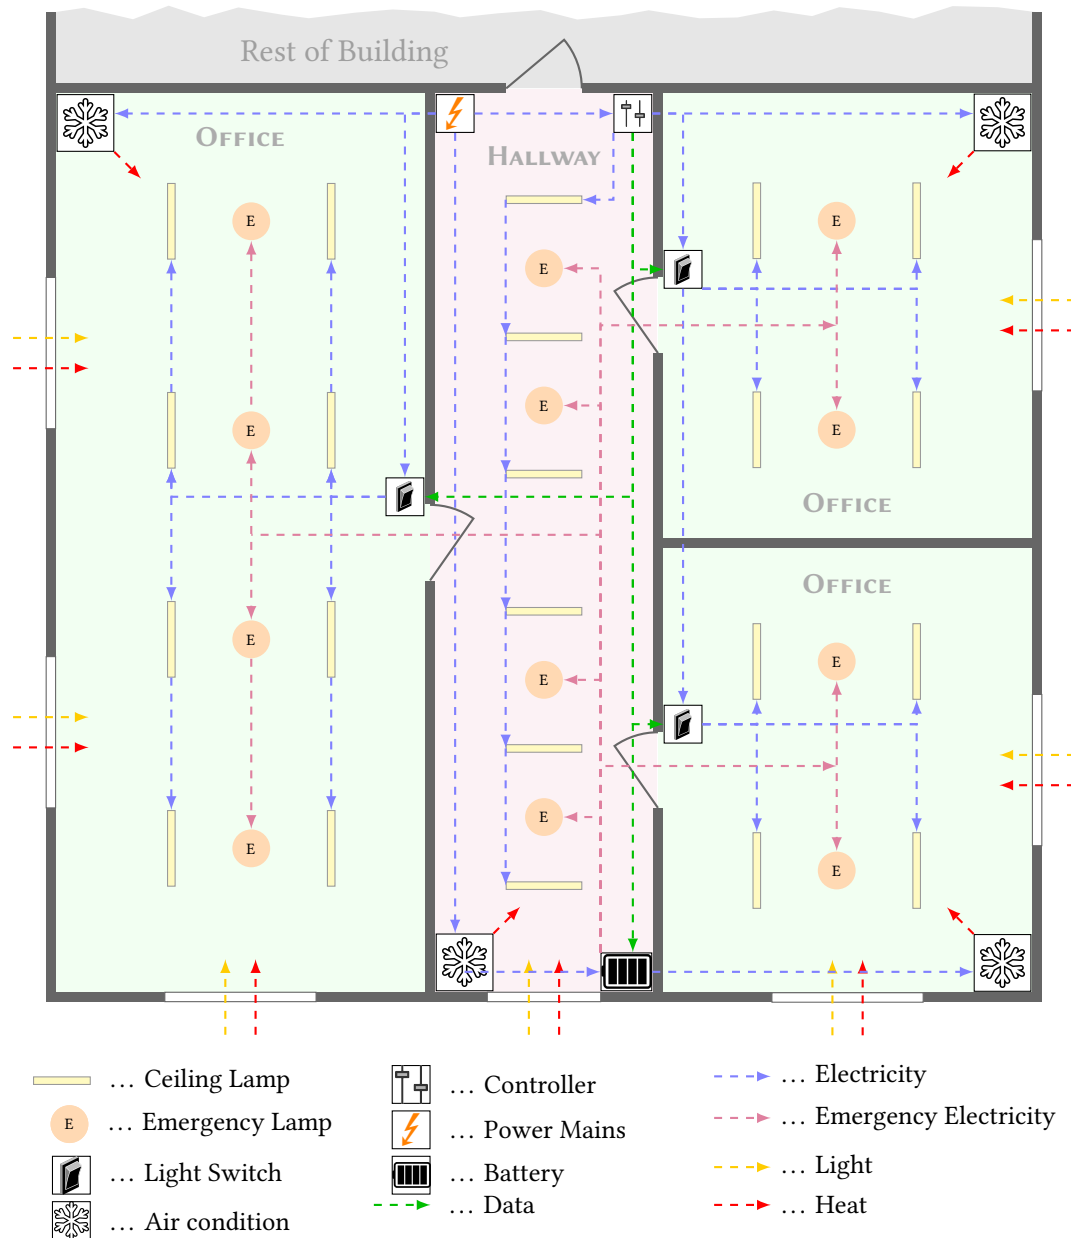 Rest of Building
Office
Hallway
E
E
E
E
E
E
E
Office
Office
E
E
E
E
E
… Ceiling Lamp
E … Emergency Lamp
… Light Switch
… Air condition
… Controller
… Power Mains
… Battery
… Data
… Electricity
… Emergency Electricity
… Light
… Heat